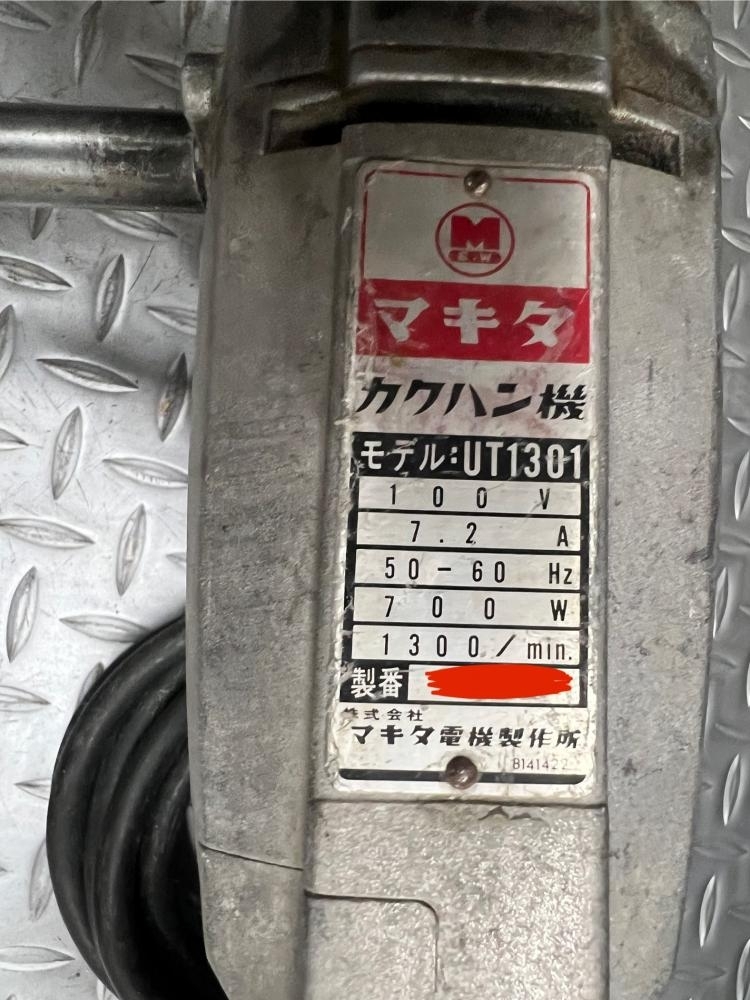 M
E.W
マキタ
カクハン機
モデル:UT1301
100 V
7.2 A
50-60 Hz
700 W
1300/min.
製番
株式会社
マキタ電機製作所
8141422